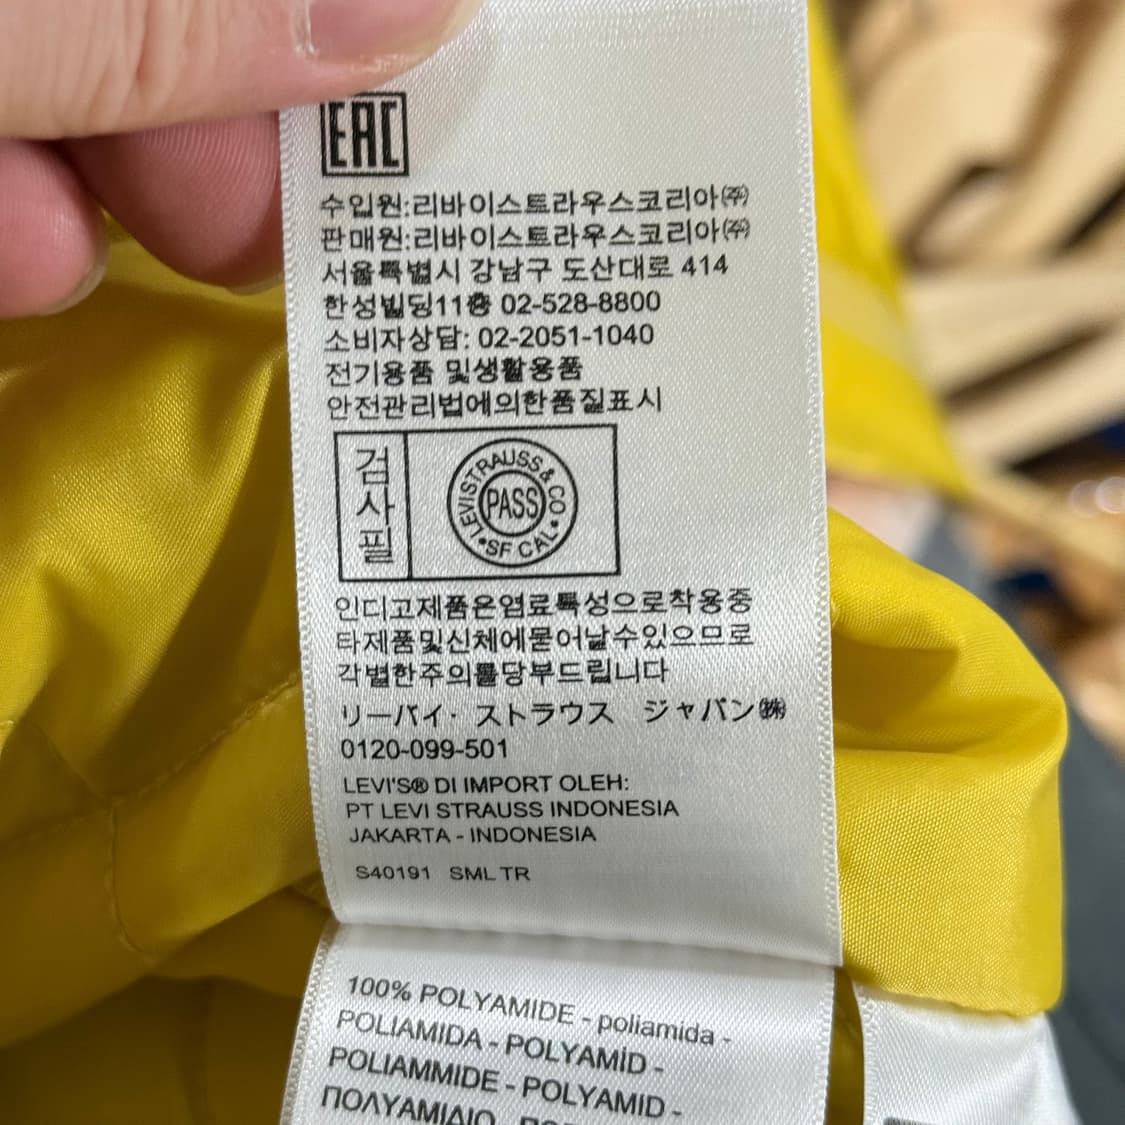 EAC
수입원:리바이스트라우스코리아㈜
판매원:리바이스트라우스코리아㈜
서울특별시 강남구 도산대로 414
한성빌딩11층 02-528-8800
소비자상담: 02-2051-1040
전기용품 및생활용품
안전관리법에의한품질표시
검사필
LEVI STRAUSS & CO
PASS
•SF CAL•
인디고제품은염료특성으로착용중
타제품및신체에묻어날수있으므로
각별한주의를당부드립니다
リーバイ· ストラウス ジャパン㈱
0120-099-501
LEVI'S® DI IMPORT OLEH:
PT LEVI STRAUSS INDONESIA
JAKARTA - INDONESIA
S40191 SML TR
100% POLYAMIDE - poliamida -
POLIAMIDA - POLYAMİD -
POLIAMMIDE - POLYAMID -
ΠΟΛΥΑΜΙΔΙΟ